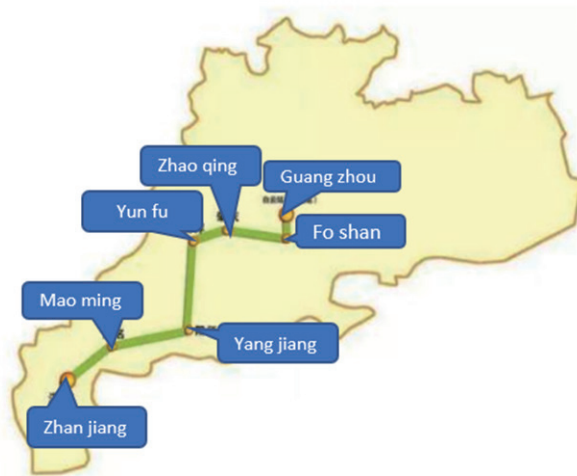 Zhao qing
Guang zhou
Yun fu
Fo shan
Mao ming
Yang jiang
Zhan jiang